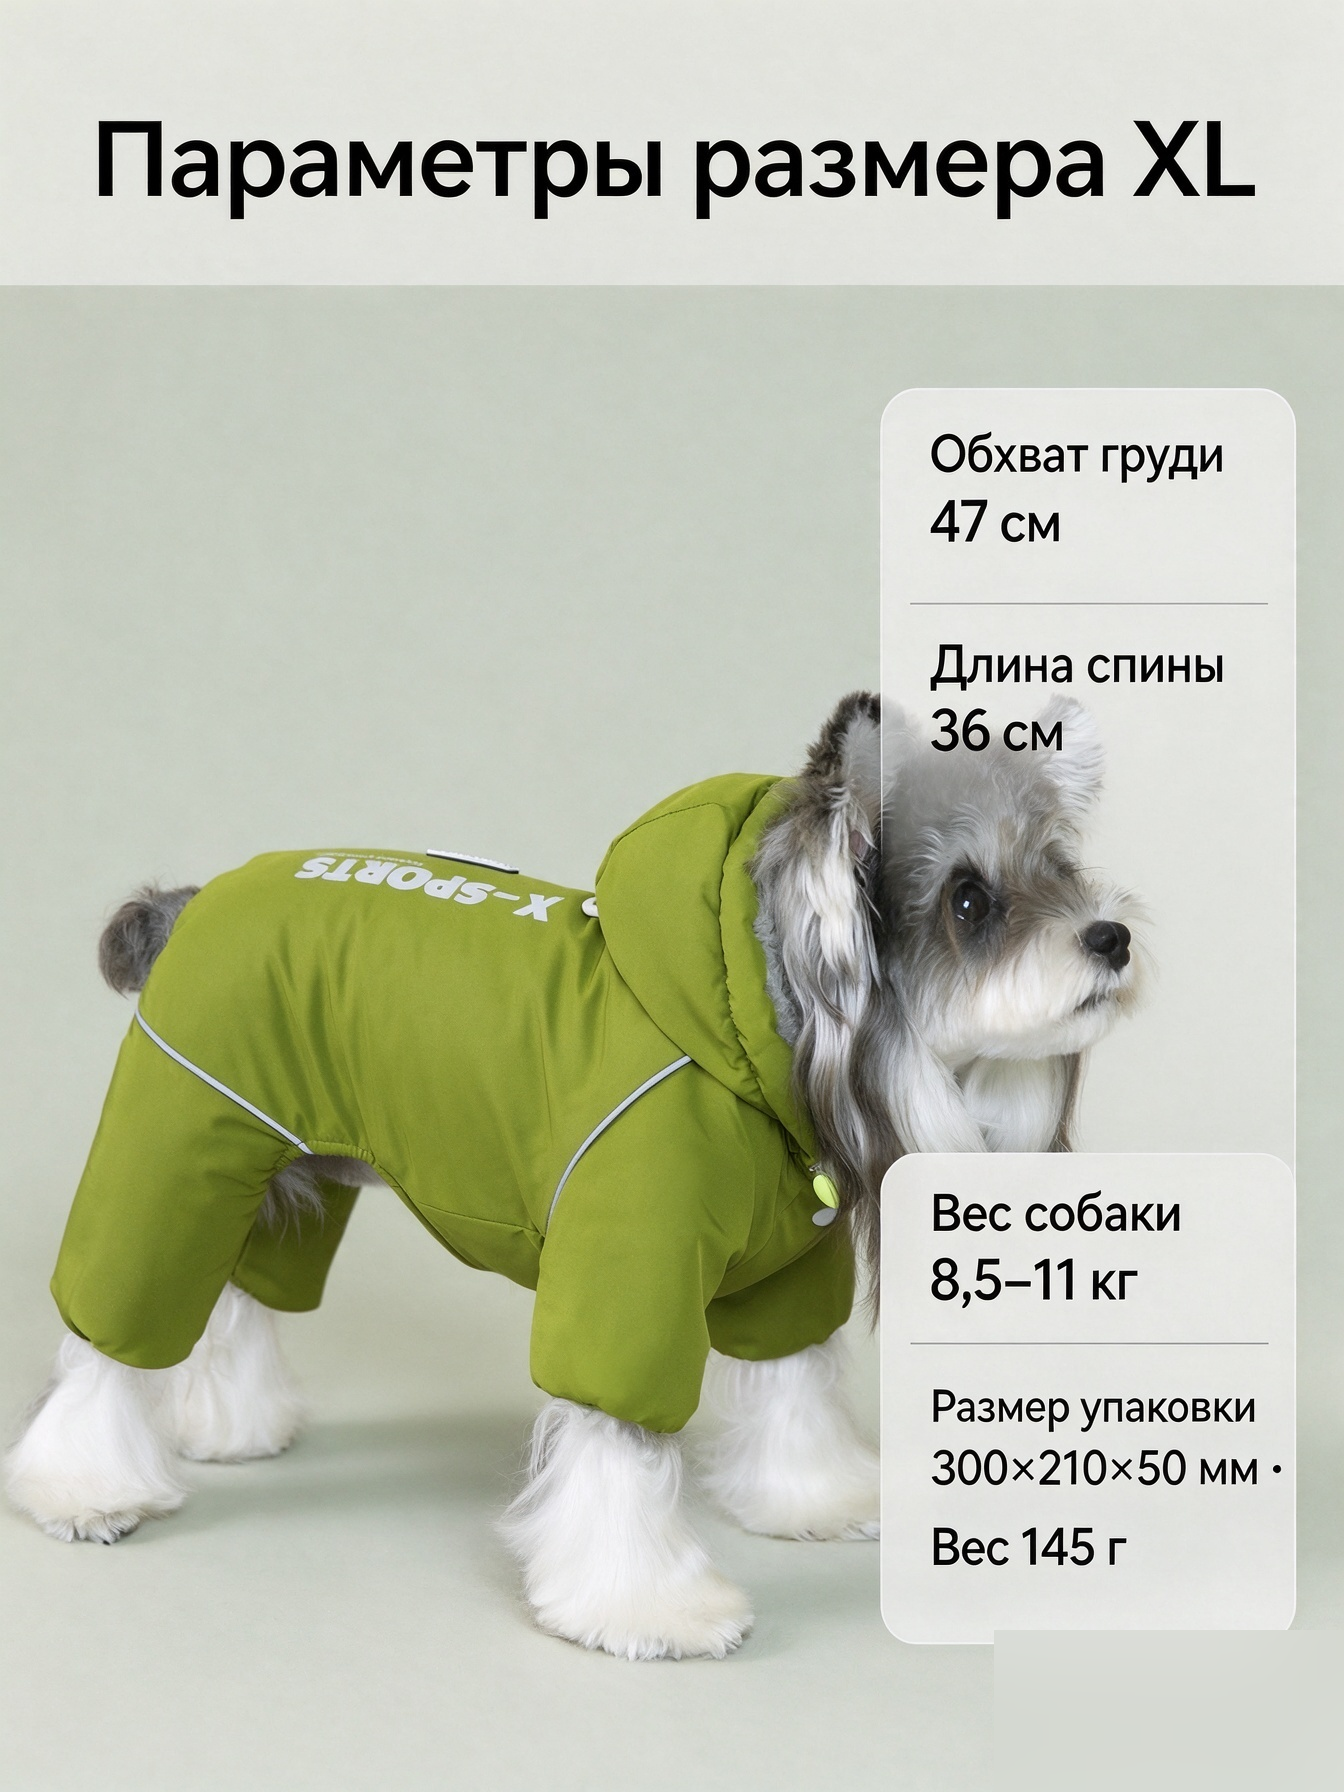 Параметры размера XL
Обхват груди
47 см
Длина спины
36 см
X-SPORTS
Вес собаки
8,5–11 кг
Размер упаковки
300×210×50 мм •
Вес 145 г